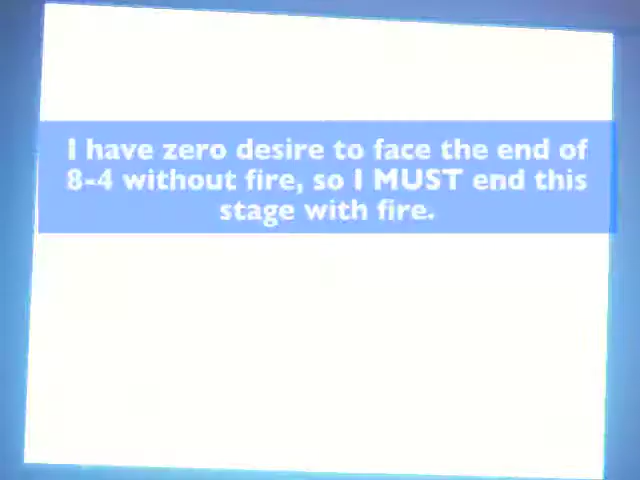 I have zero desire to face the end of
8-4 without fire, so I MUST end this
stage with fire.